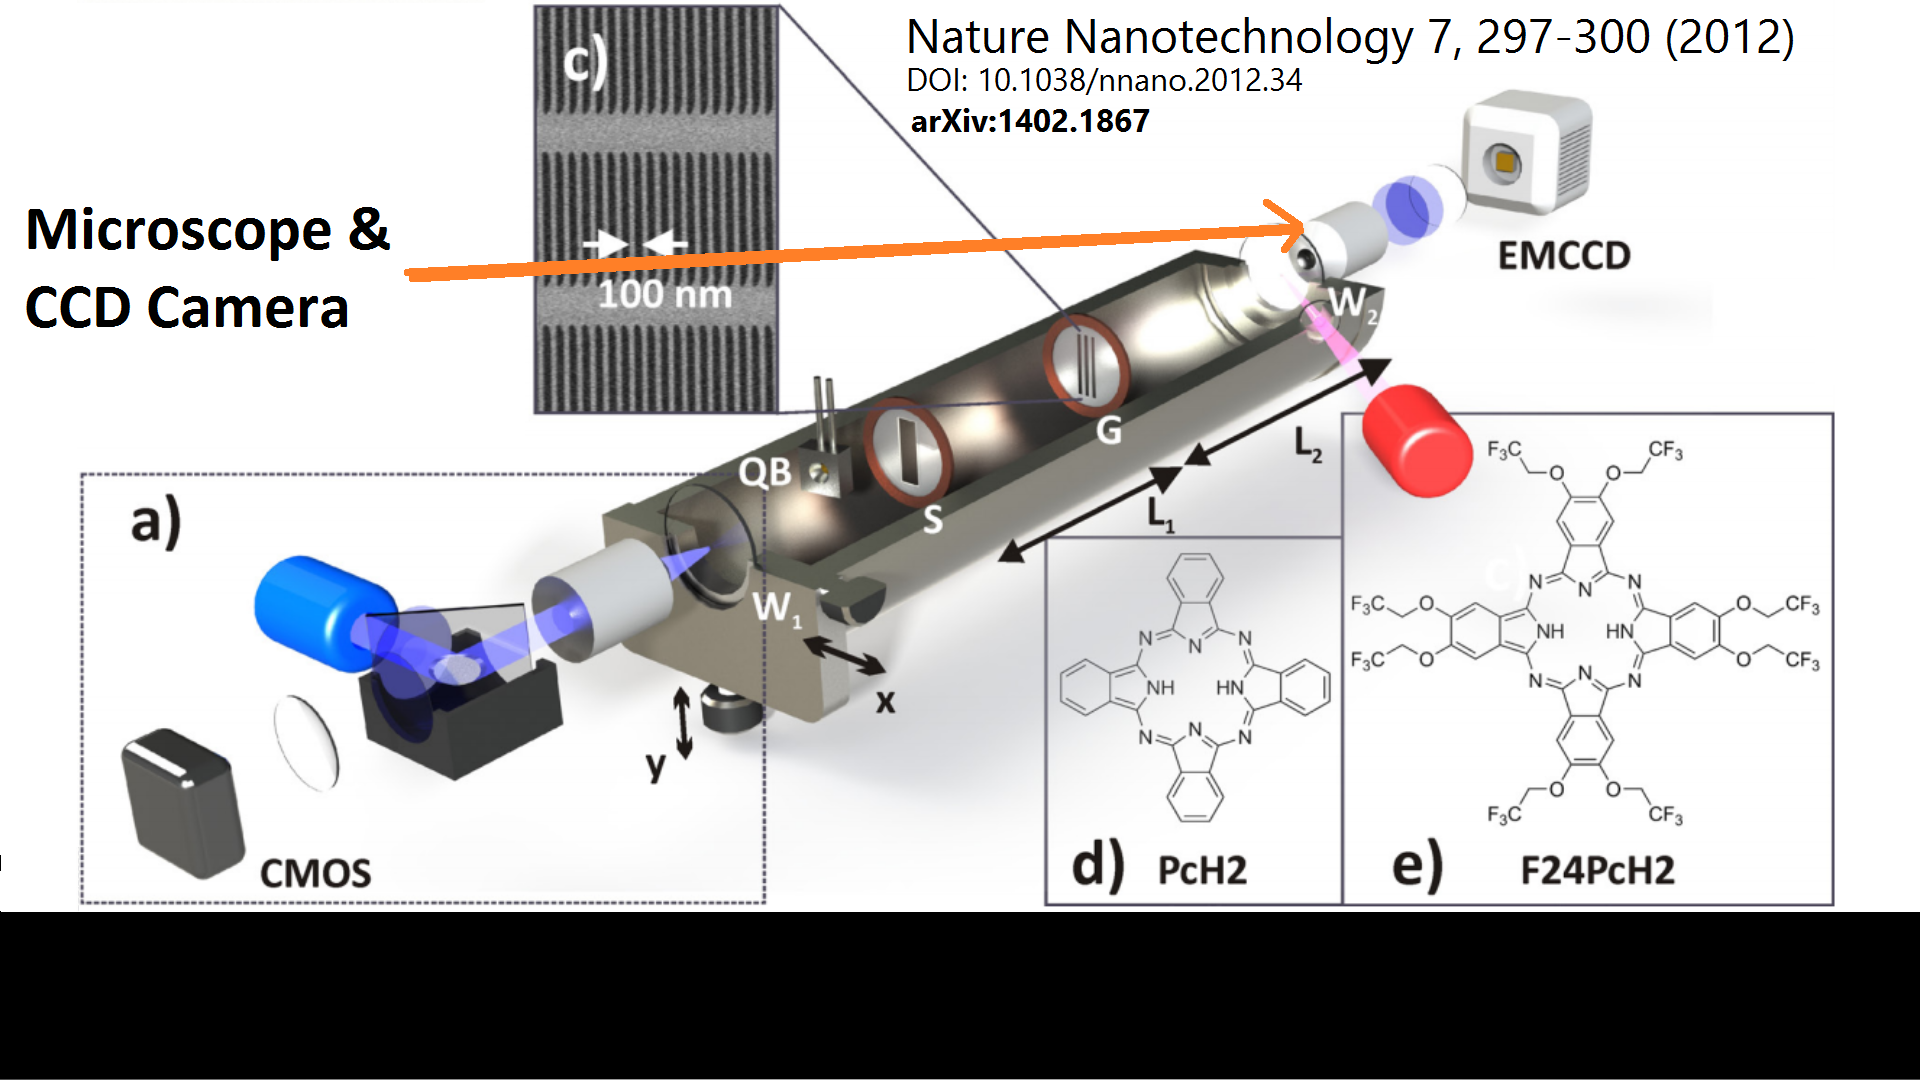 Nature Nanotechnology 7, 297-300 (2012)
DOI: 10.1038/nnano.2012.34
arXiv:1402.1867
c)
100 nm
Microscope &
CCD Camera
EMCCD
W2
G
L2
QB
S
L1
a)
W1
x
y
CMOS
N
N
N
NH
HN
N
N
N
d)
PcH2
F3C
CF3
O
O
c)
N
N
N
F3C
O
O
CF3
NH
HN
F3C
O
O
CF3
N
N
N
O
O
F3C
CF3
e)
F24PcH2